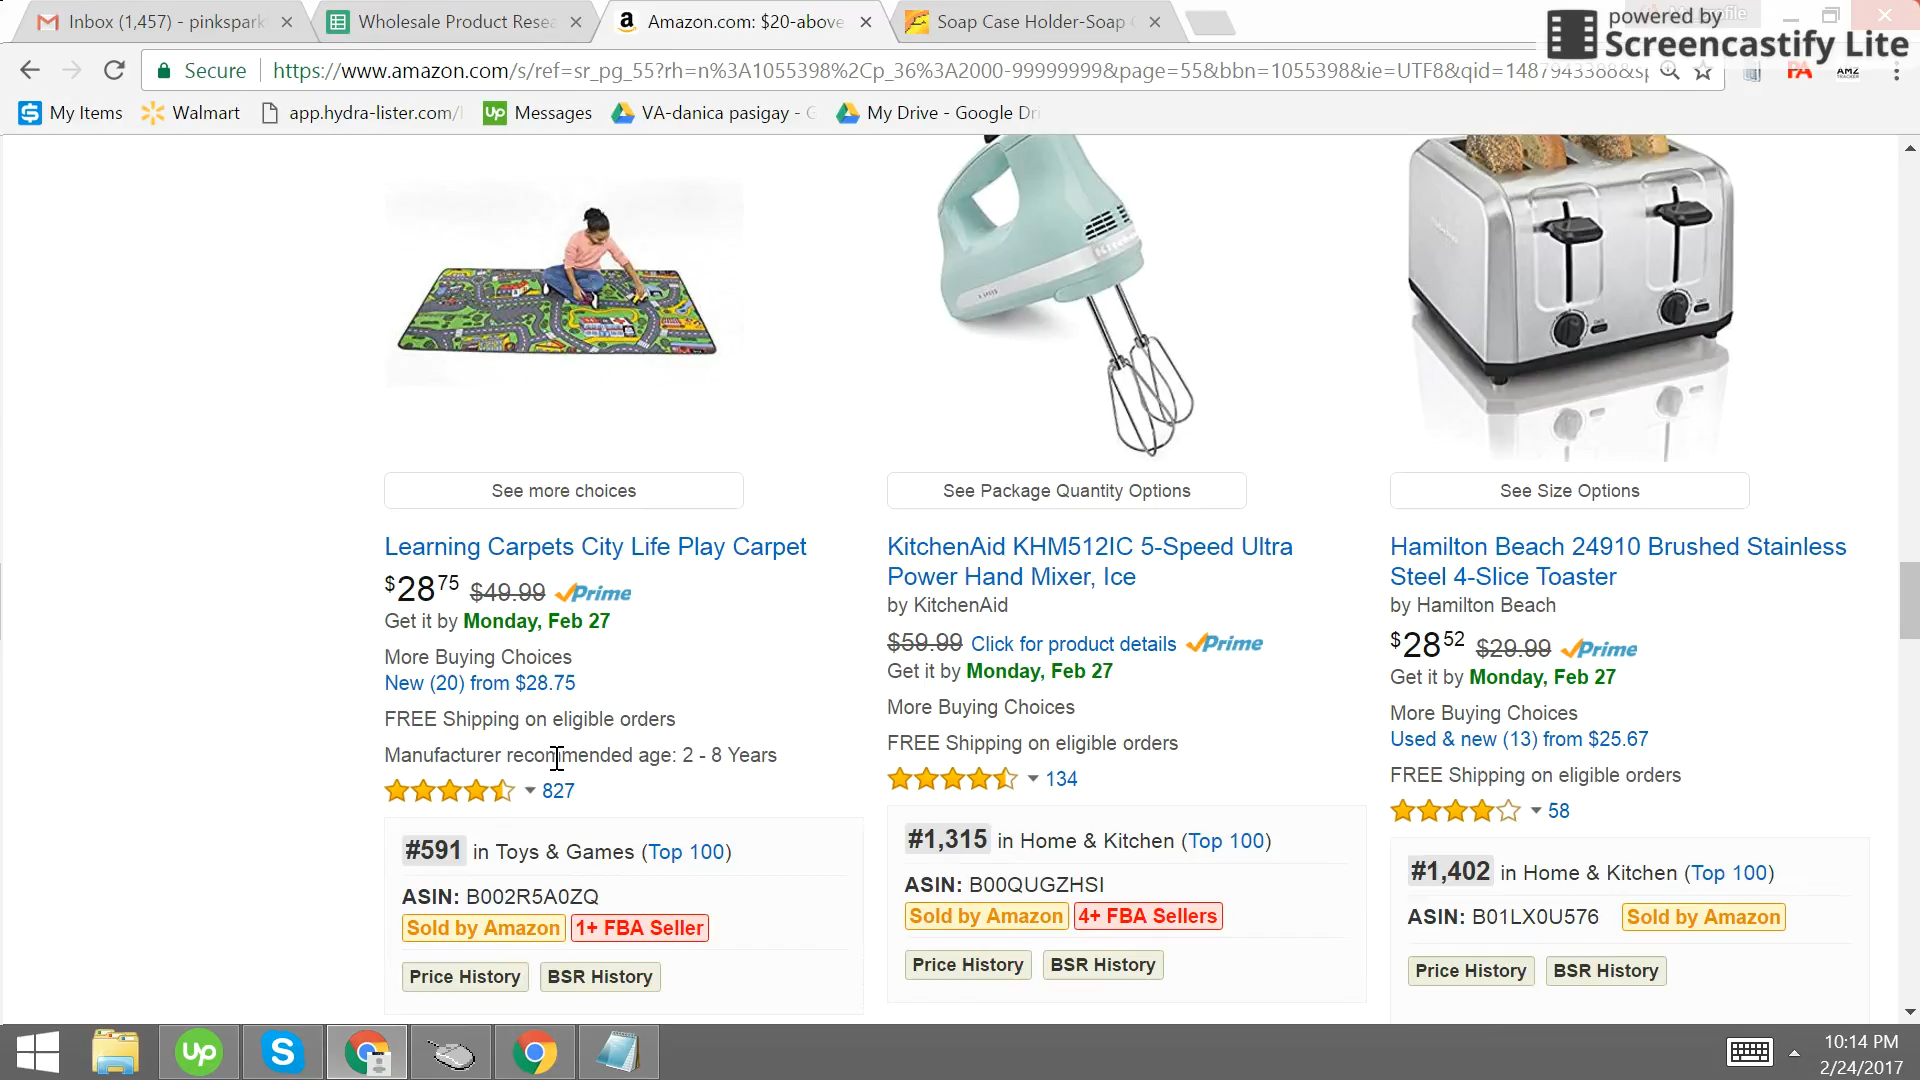 Inbox (1,457) - pinkspark
Wholesale Product Resea
Amazon.com: $20-above
Soap Case Holder-Soap
powered by
Screencastify Lite
Secure
https://www.amazon.com/s/ref=sr_pg_55?rh=n%3A1055398%2Cp_36%3A2000-99999999&page=55&bbn=1055398&ie=UTF8&qid=1487943388&s
My Items
Walmart
app.hydra-lister.com/
Up Messages
VA-danica pasigay - G
My Drive - Google Dri
See more choices
See Package Quantity Options
See Size Options
Learning Carpets City Life Play Carpet
$28 75 $49.99 Prime
Get it by Monday, Feb 27
More Buying Choices
New (20) from $28.75
FREE Shipping on eligible orders
Manufacturer recommended age: 2 - 8 Years
827
#591 in Toys & Games (Top 100)
ASIN: B002R5A0ZQ
Sold by Amazon 1+ FBA Seller
Price History BSR History
KitchenAid KHM512IC 5-Speed Ultra
Power Hand Mixer, Ice
by KitchenAid
$59.99 Click for product details Prime
Get it by Monday, Feb 27
More Buying Choices
FREE Shipping on eligible orders
134
#1,315 in Home & Kitchen (Top 100)
ASIN: B00QUGZHSI
Sold by Amazon 4+ FBA Sellers
Price History BSR History
Hamilton Beach 24910 Brushed Stainless
Steel 4-Slice Toaster
by Hamilton Beach
$28 52 $29.99 Prime
Get it by Monday, Feb 27
More Buying Choices
Used & new (13) from $25.67
FREE Shipping on eligible orders
58
#1,402 in Home & Kitchen (Top 100)
ASIN: B01LX0U576 Sold by Amazon
Price History BSR History
up
10:14 PM
2/24/2017